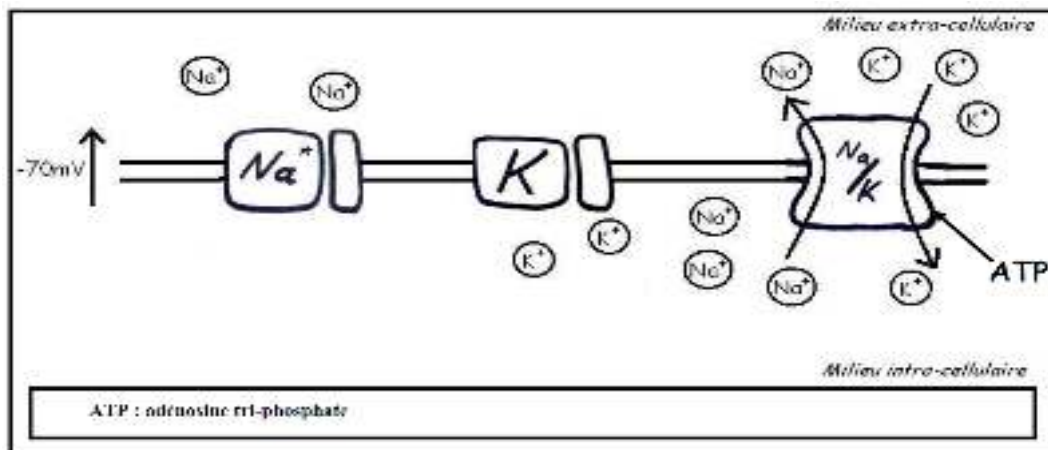 Milieu extra-cellulaire
Na⁺
Na⁺
Na⁺
K⁺
K⁺
K⁺
-70mV
Na⁺
K
Na/K
Na⁺
Na⁺
K⁺
K⁺
Na⁺
K⁺
ATP
Milieu intra-cellulaire
ATP : adénosine tri-phosphate